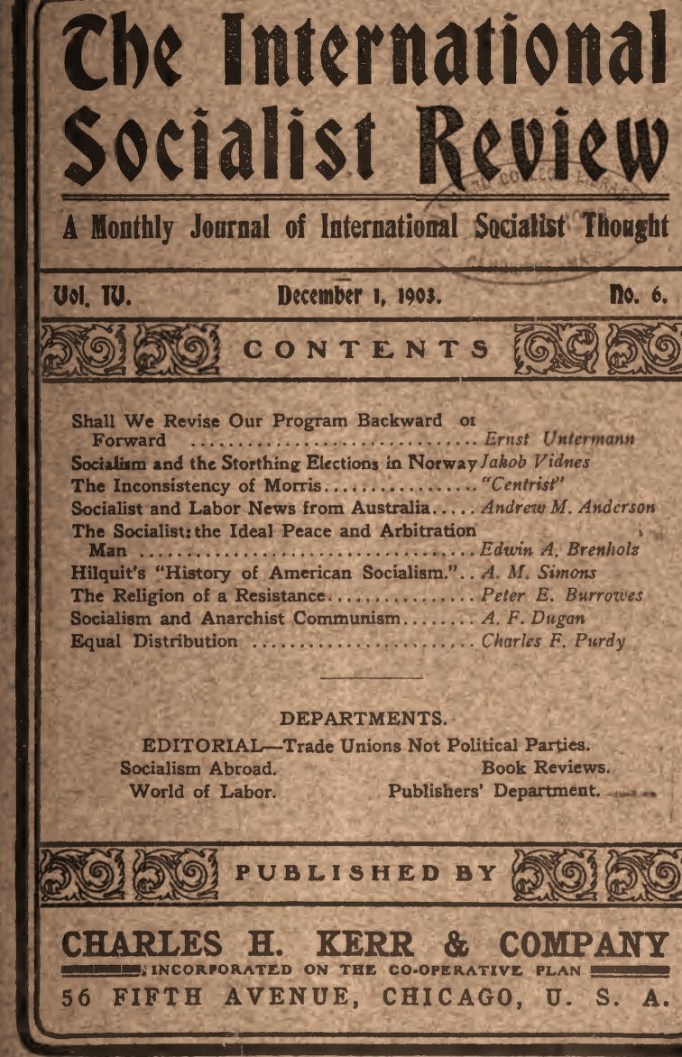 The International
Socialist Review
A Monthly Journal of International Socialist Thought
Vol. IV. December 1, 1903. No. 6.
CONTENTS
Shall We Revise Our Program Backward or
Forward .............................. Ernst Untermann
Socialism and the Storthing Elections in Norway Jakob Vidnes
The Inconsistency of Morris................ "Centrist"
Socialist and Labor News from Australia..... Andrew M. Anderson
The Socialist: the Ideal Peace and Arbitration
Man ................................... Edwin A. Brenholz
Hilquit's "History of American Socialism.".. A. M. Simons
The Religion of a Resistance............... Peter E. Burrowes
Socialism and Anarchist Communism........ A. F. Dugan
Equal Distribution ....................... Charles F. Purdy
DEPARTMENTS.
EDITORIAL—Trade Unions Not Political Parties.
Socialism Abroad. Book Reviews.
World of Labor. Publishers' Department.
PUBLISHED BY
CHARLES H. KERR & COMPANY
INCORPORATED ON THE CO-OPERATIVE PLAN
56 FIFTH AVENUE, CHICAGO, U. S. A.